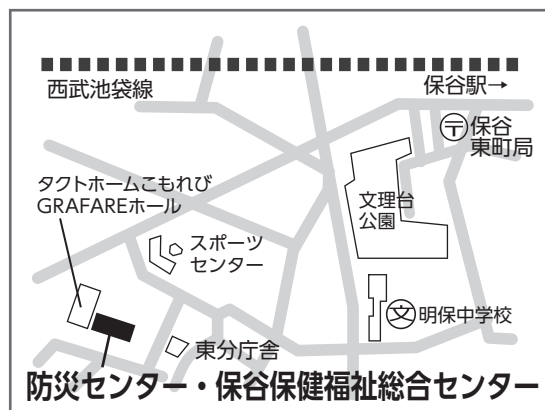 西武池袋線
保谷駅→
〒保谷
東町局
タクトホームこもれび
GRAFAREホール
文理台
公園
スポーツ
センター
文明保中学校
東分庁舎
防災センター・保谷保健福祉総合センター